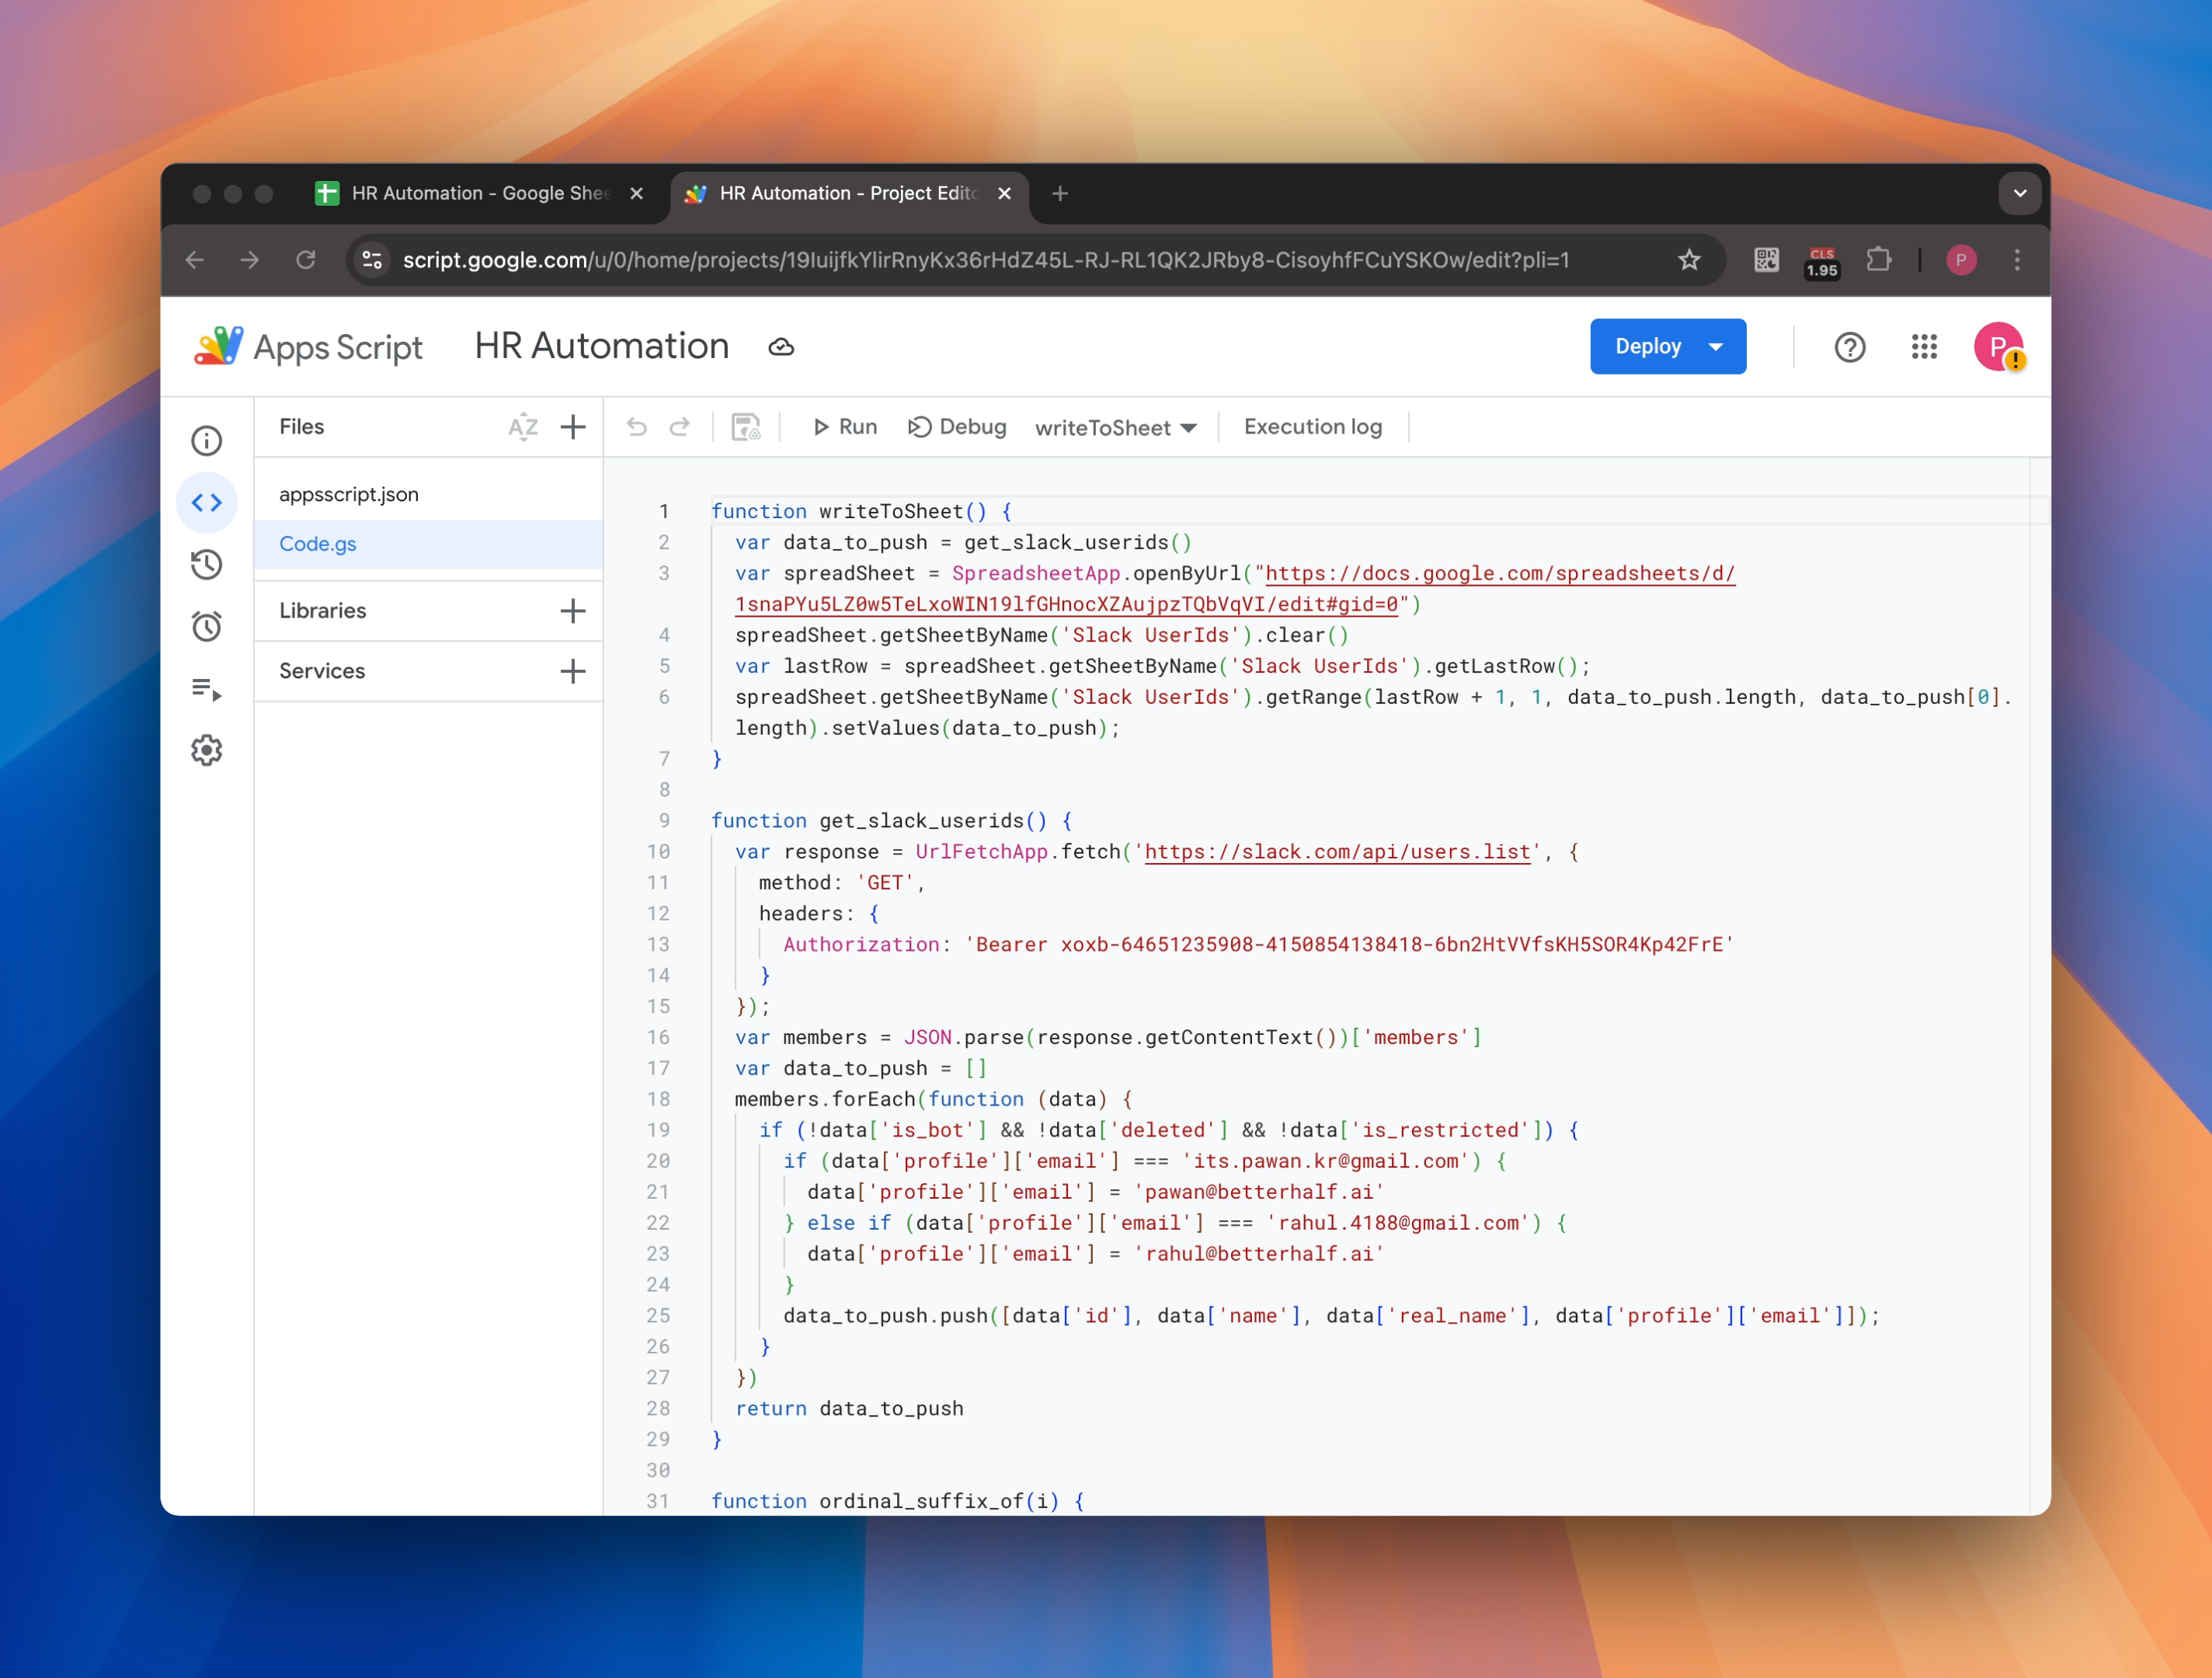 HR Automation - Google Shee
HR Automation - Project Edito
script.google.com/u/0/home/projects/19IuijfkYlirRnyKx36rHdZ45L-RJ-RL1QK2JRby8-CisoyhfFCuYSKOw/edit?pli=1
CLS
1.95
P
Apps Script
HR Automation
Deploy
P
Files
AZ
Run
Debug
writeToSheet
Execution log
appsscript.json
Code.gs
Libraries
Services
1 function writeToSheet() {
2 var data_to_push = get_slack_userids()
3 var spreadSheet = SpreadsheetApp.openByUrl("https://docs.google.com/spreadsheets/d/
1snaPYu5LZ0w5TeLxoWIN19lfGHnocXZAujpzTQbVqVI/edit#gid=0")
4 spreadSheet.getSheetByName('Slack UserIds').clear()
5 var lastRow = spreadSheet.getSheetByName('Slack UserIds').getLastRow();
6 spreadSheet.getSheetByName('Slack UserIds').getRange(lastRow + 1, 1, data_to_push.length, data_to_push[0].
length).setValues(data_to_push);
7 }
8
9 function get_slack_userids() {
10 var response = UrlFetchApp.fetch('https://slack.com/api/users.list', {
11 method: 'GET',
12 headers: {
13 Authorization: 'Bearer xoxb-64651235908-4150854138418-6bn2HtVVfsKH5SOR4Kp42FrE'
14 }
15 });
16 var members = JSON.parse(response.getContentText())['members']
17 var data_to_push = []
18 members.forEach(function (data) {
19 if (!data['is_bot'] && !data['deleted'] && !data['is_restricted']) {
20 if (data['profile']['email'] === 'its.pawan.kr@gmail.com') {
21 data['profile']['email'] = 'pawan@betterhalf.ai'
22 } else if (data['profile']['email'] === 'rahul.4188@gmail.com') {
23 data['profile']['email'] = 'rahul@betterhalf.ai'
24 }
25 data_to_push.push([data['id'], data['name'], data['real_name'], data['profile']['email']]);
26 }
27 })
28 return data_to_push
29 }
30
31 function ordinal_suffix_of(i) {